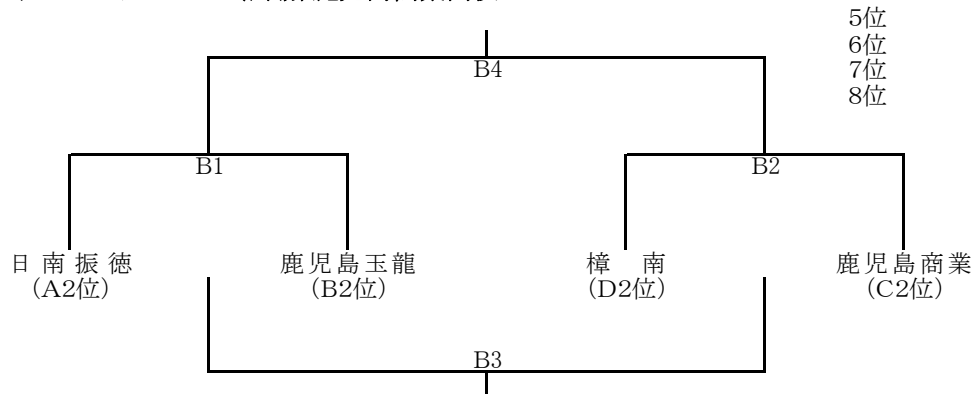 5位
6位
7位
8位
B4
B1
B2
日南振徳
鹿児島玉龍
樟　南
鹿児島商業
(A2位)
(B2位)
(D2位)
(C2位)
B3